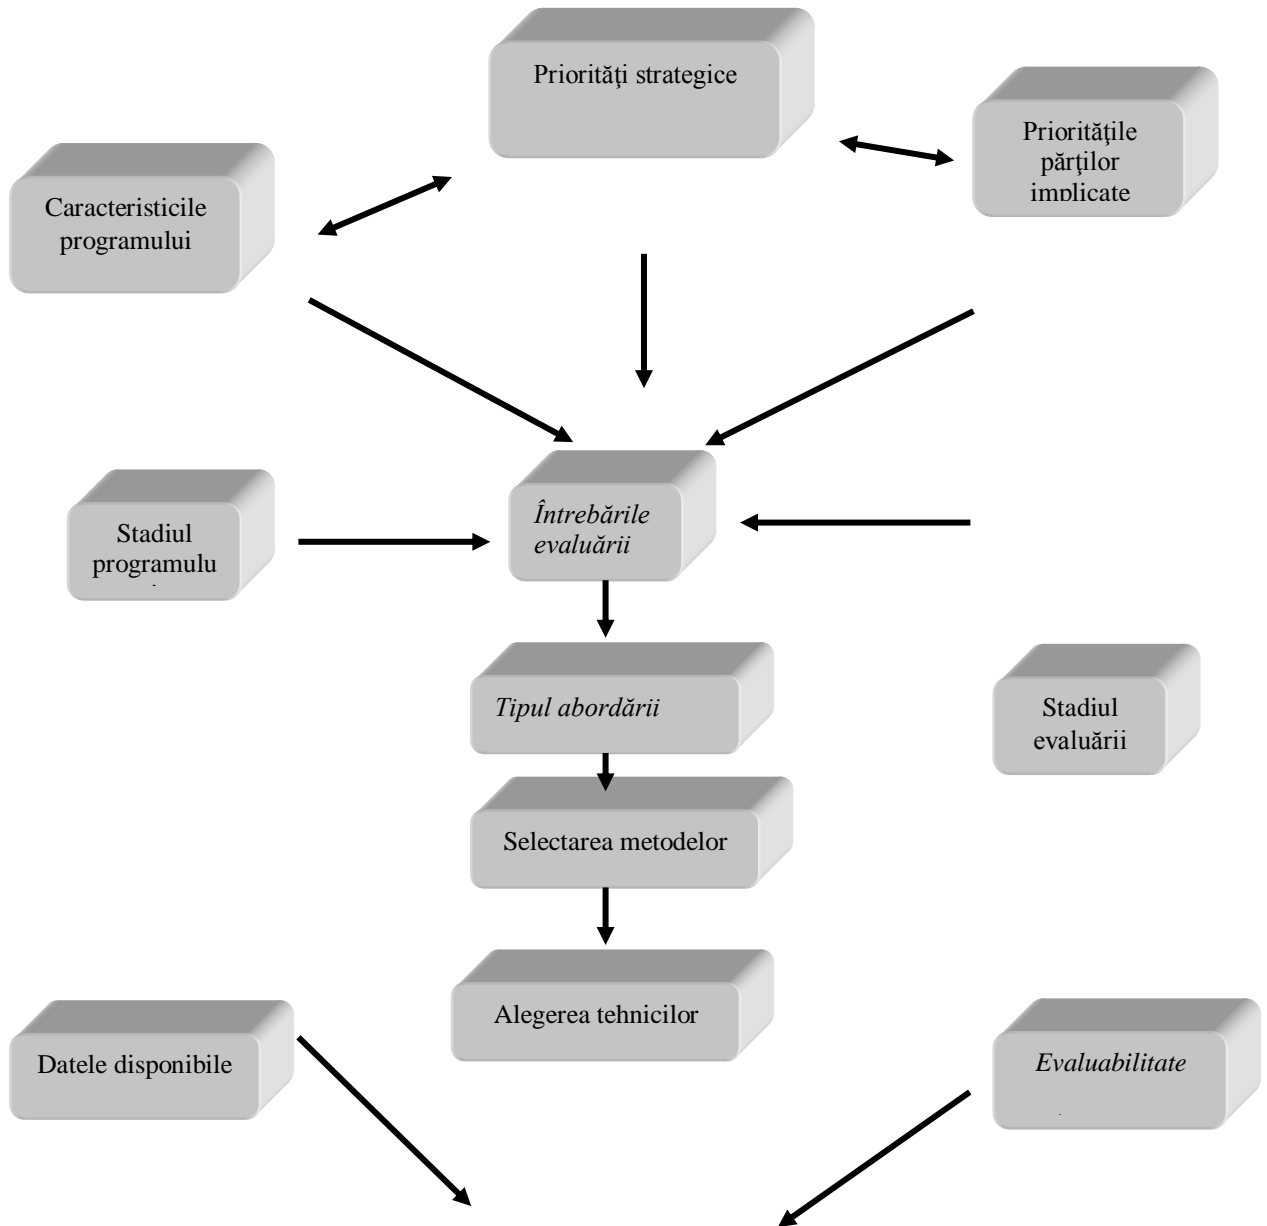 Priorităţi strategice
Priorităţile
părţilor
implicate
Caracteristicile
programului
Stadiul
programulu
Întrebările
evaluării
Tipul abordării
Stadiul
evaluării
Selectarea metodelor
Alegerea tehnicilor
Datele disponibile
Evaluabilitate